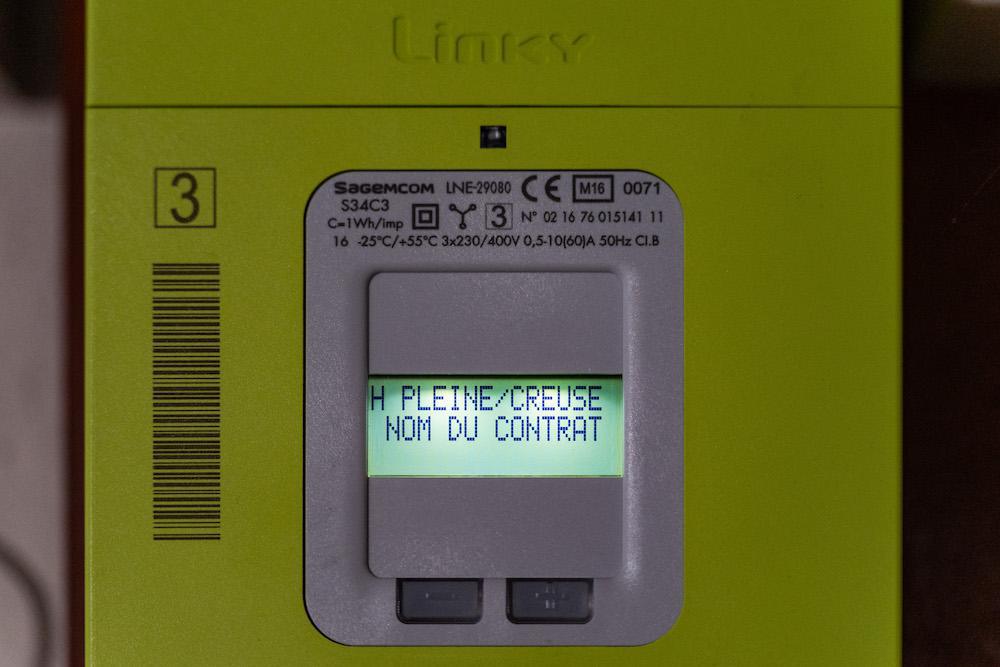 Linky
3
SAGEMCOM LNE-29080 CE M16 0071
S34C3
C=1Wh/imp 3 N° 02 16 76 015141 11
16 -25°C/+55°C 3x230/400V 0,5-10(60)A 50Hz Cl.B
H PLEINE/CREUSE
NOM DU CONTRAT
- +